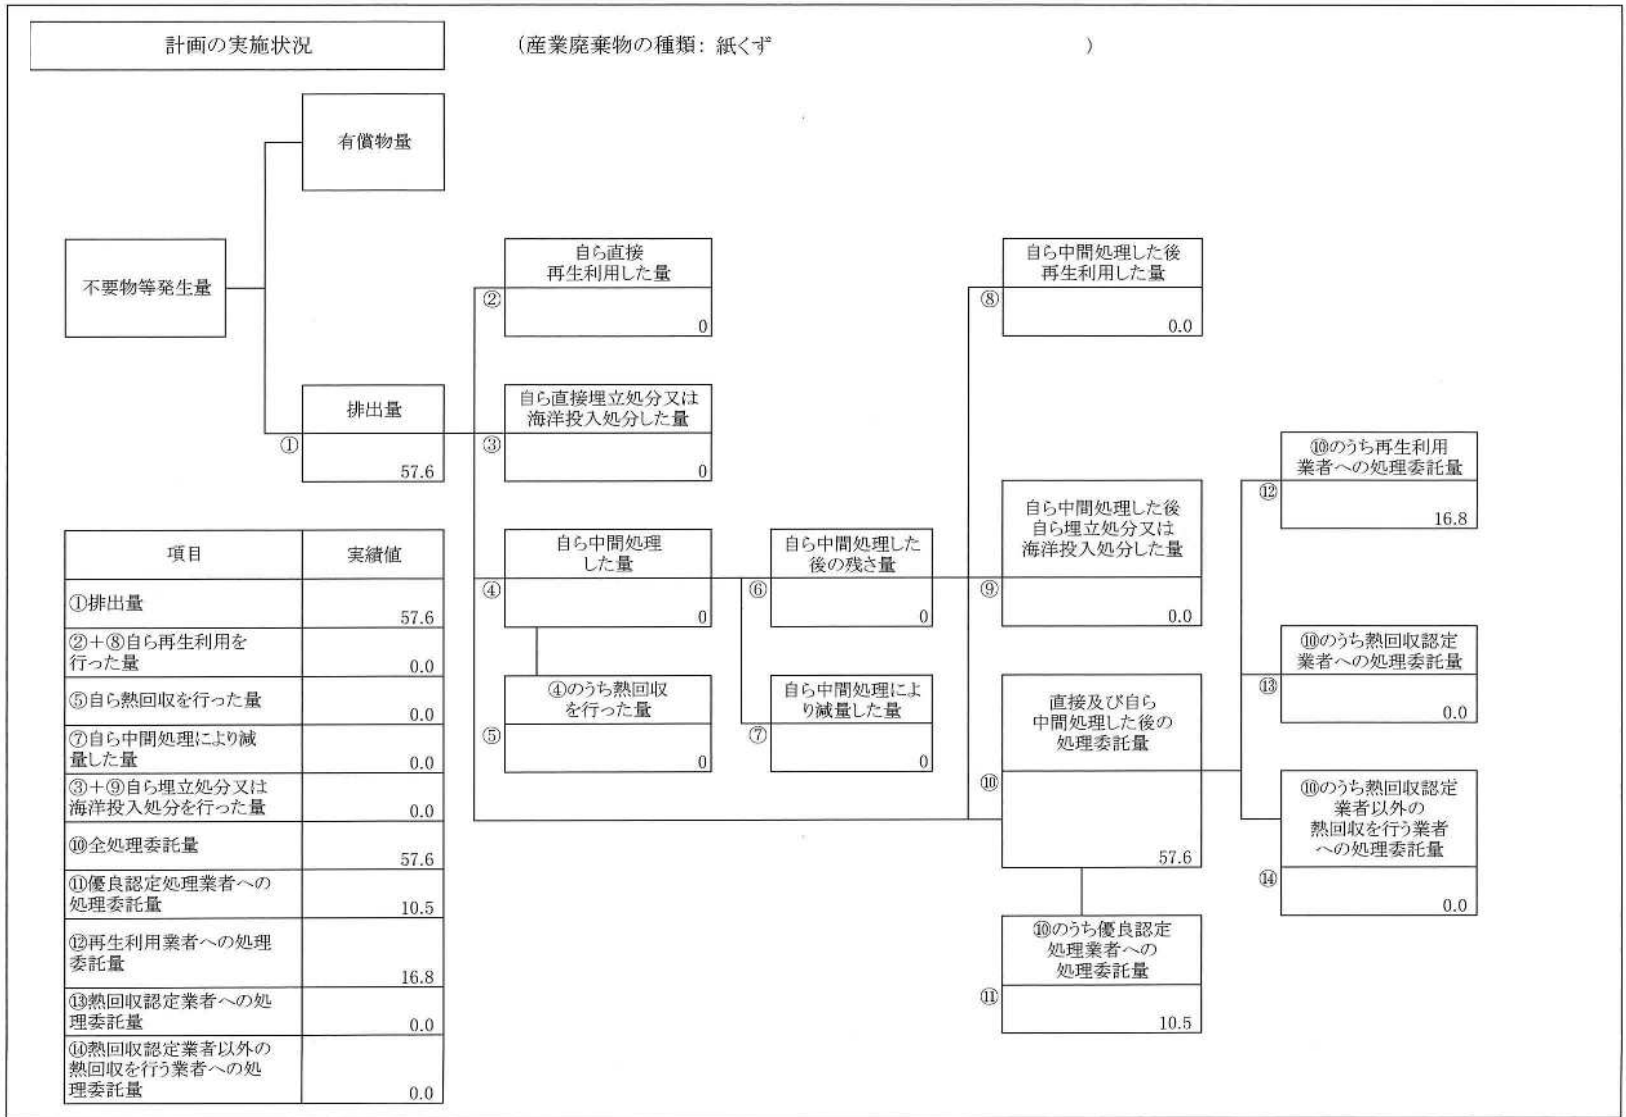 計画の実施状況
(産業廃棄物の種類: 紙くず )
有償物量
不要物等発生量
排出量
①
57.6
自ら直接
再生利用した量
②
0
自ら直接埋立処分又は
海洋投入処分した量
③
0
自ら中間処理
した量
④
0
④のうち熱回収
を行った量
⑤
0
自ら中間処理した
後の残さ量
⑥
0
自ら中間処理によ
り減量した量
⑦
0
自ら中間処理した後
再生利用した量
⑧
0.0
自ら中間処理した後
自ら埋立処分又は
海洋投入処分した量
⑨
0.0
直接及び自ら
中間処理した後の
処理委託量
⑩
57.6
⑩のうち優良認定
処理業者への
処理委託量
⑪
10.5
⑩のうち再生利用
業者への処理委託量
⑫
16.8
⑩のうち熱回収認定
業者への処理委託量
⑬
0.0
⑩のうち熱回収認定
業者以外の
熱回収を行う業者
への処理委託量
⑭
0.0
項目 実績値
①排出量
57.6
②+⑧自ら再生利用を
行った量
0.0
⑤自ら熱回収を行った量
0.0
⑦自ら中間処理により減
量した量
0.0
③+⑨自ら埋立処分又は
海洋投入処分を行った量
0.0
⑩全処理委託量
57.6
⑪優良認定処理業者への
処理委託量
10.5
⑫再生利用業者への処理
委託量
16.8
⑬熱回収認定業者への処
理委託量
0.0
⑭熱回収認定業者以外の
熱回収を行う業者への処
理委託量
0.0